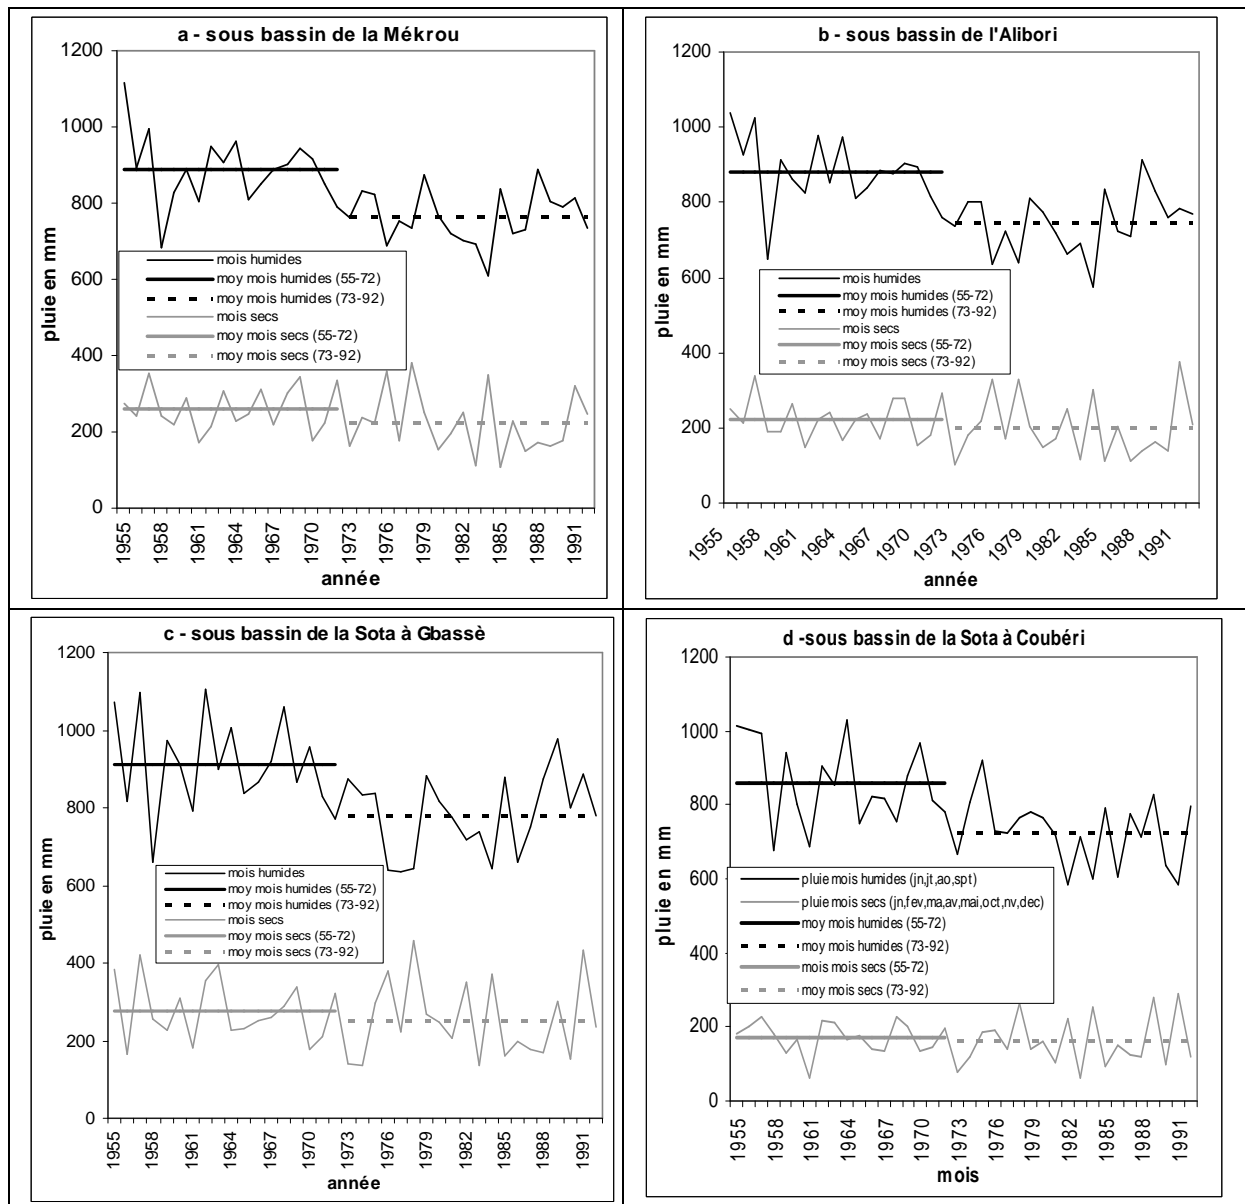 a - sous bassin de la Mékrou
pluie en mm
1200
1000
800
600
400
200
0
mois humides
moy mois humides (55-72)
moy mois humides (73-92)
mois secs
moy mois secs (55-72)
moy mois secs (73-92)
1955 1958 1961 1964 1967 1970 1973 1976 1979 1982 1985 1988 1991
année
b - sous bassin de l'Alibori
pluie en mm
1200
1000
800
600
400
200
0
mois humides
moy mois humides (55-72)
moy mois humides (73-92)
mois secs
moy mois secs (55-72)
moy mois secs (73-92)
1955 1958 1961 1964 1967 1970 1973 1976 1979 1982 1985 1988 1991
année
c - sous bassin de la Sota à Gbassè
pluie en mm
1200
1000
800
600
400
200
0
mois humides
moy mois humides (55-72)
moy mois humides (73-92)
mois secs
moy mois secs (55-72)
moy mois secs (73-92)
1955 1958 1961 1964 1967 1970 1973 1976 1979 1982 1985 1988 1991
année
d -sous bassin de la Sota à Coubéri
pluie en mm
1200
1000
800
600
400
200
0
pluie mois humides (jn,jt,ao,spt)
pluie mois secs (jn,fev,ma,av,mai,oct,nv,dec)
moy mois humides (55-72)
moy mois humides (73-92)
mois mois secs (55-72)
moy mois secs (73-92)
1955 1958 1961 1964 1967 1970 1973 1976 1979 1982 1985 1988 1991
mois